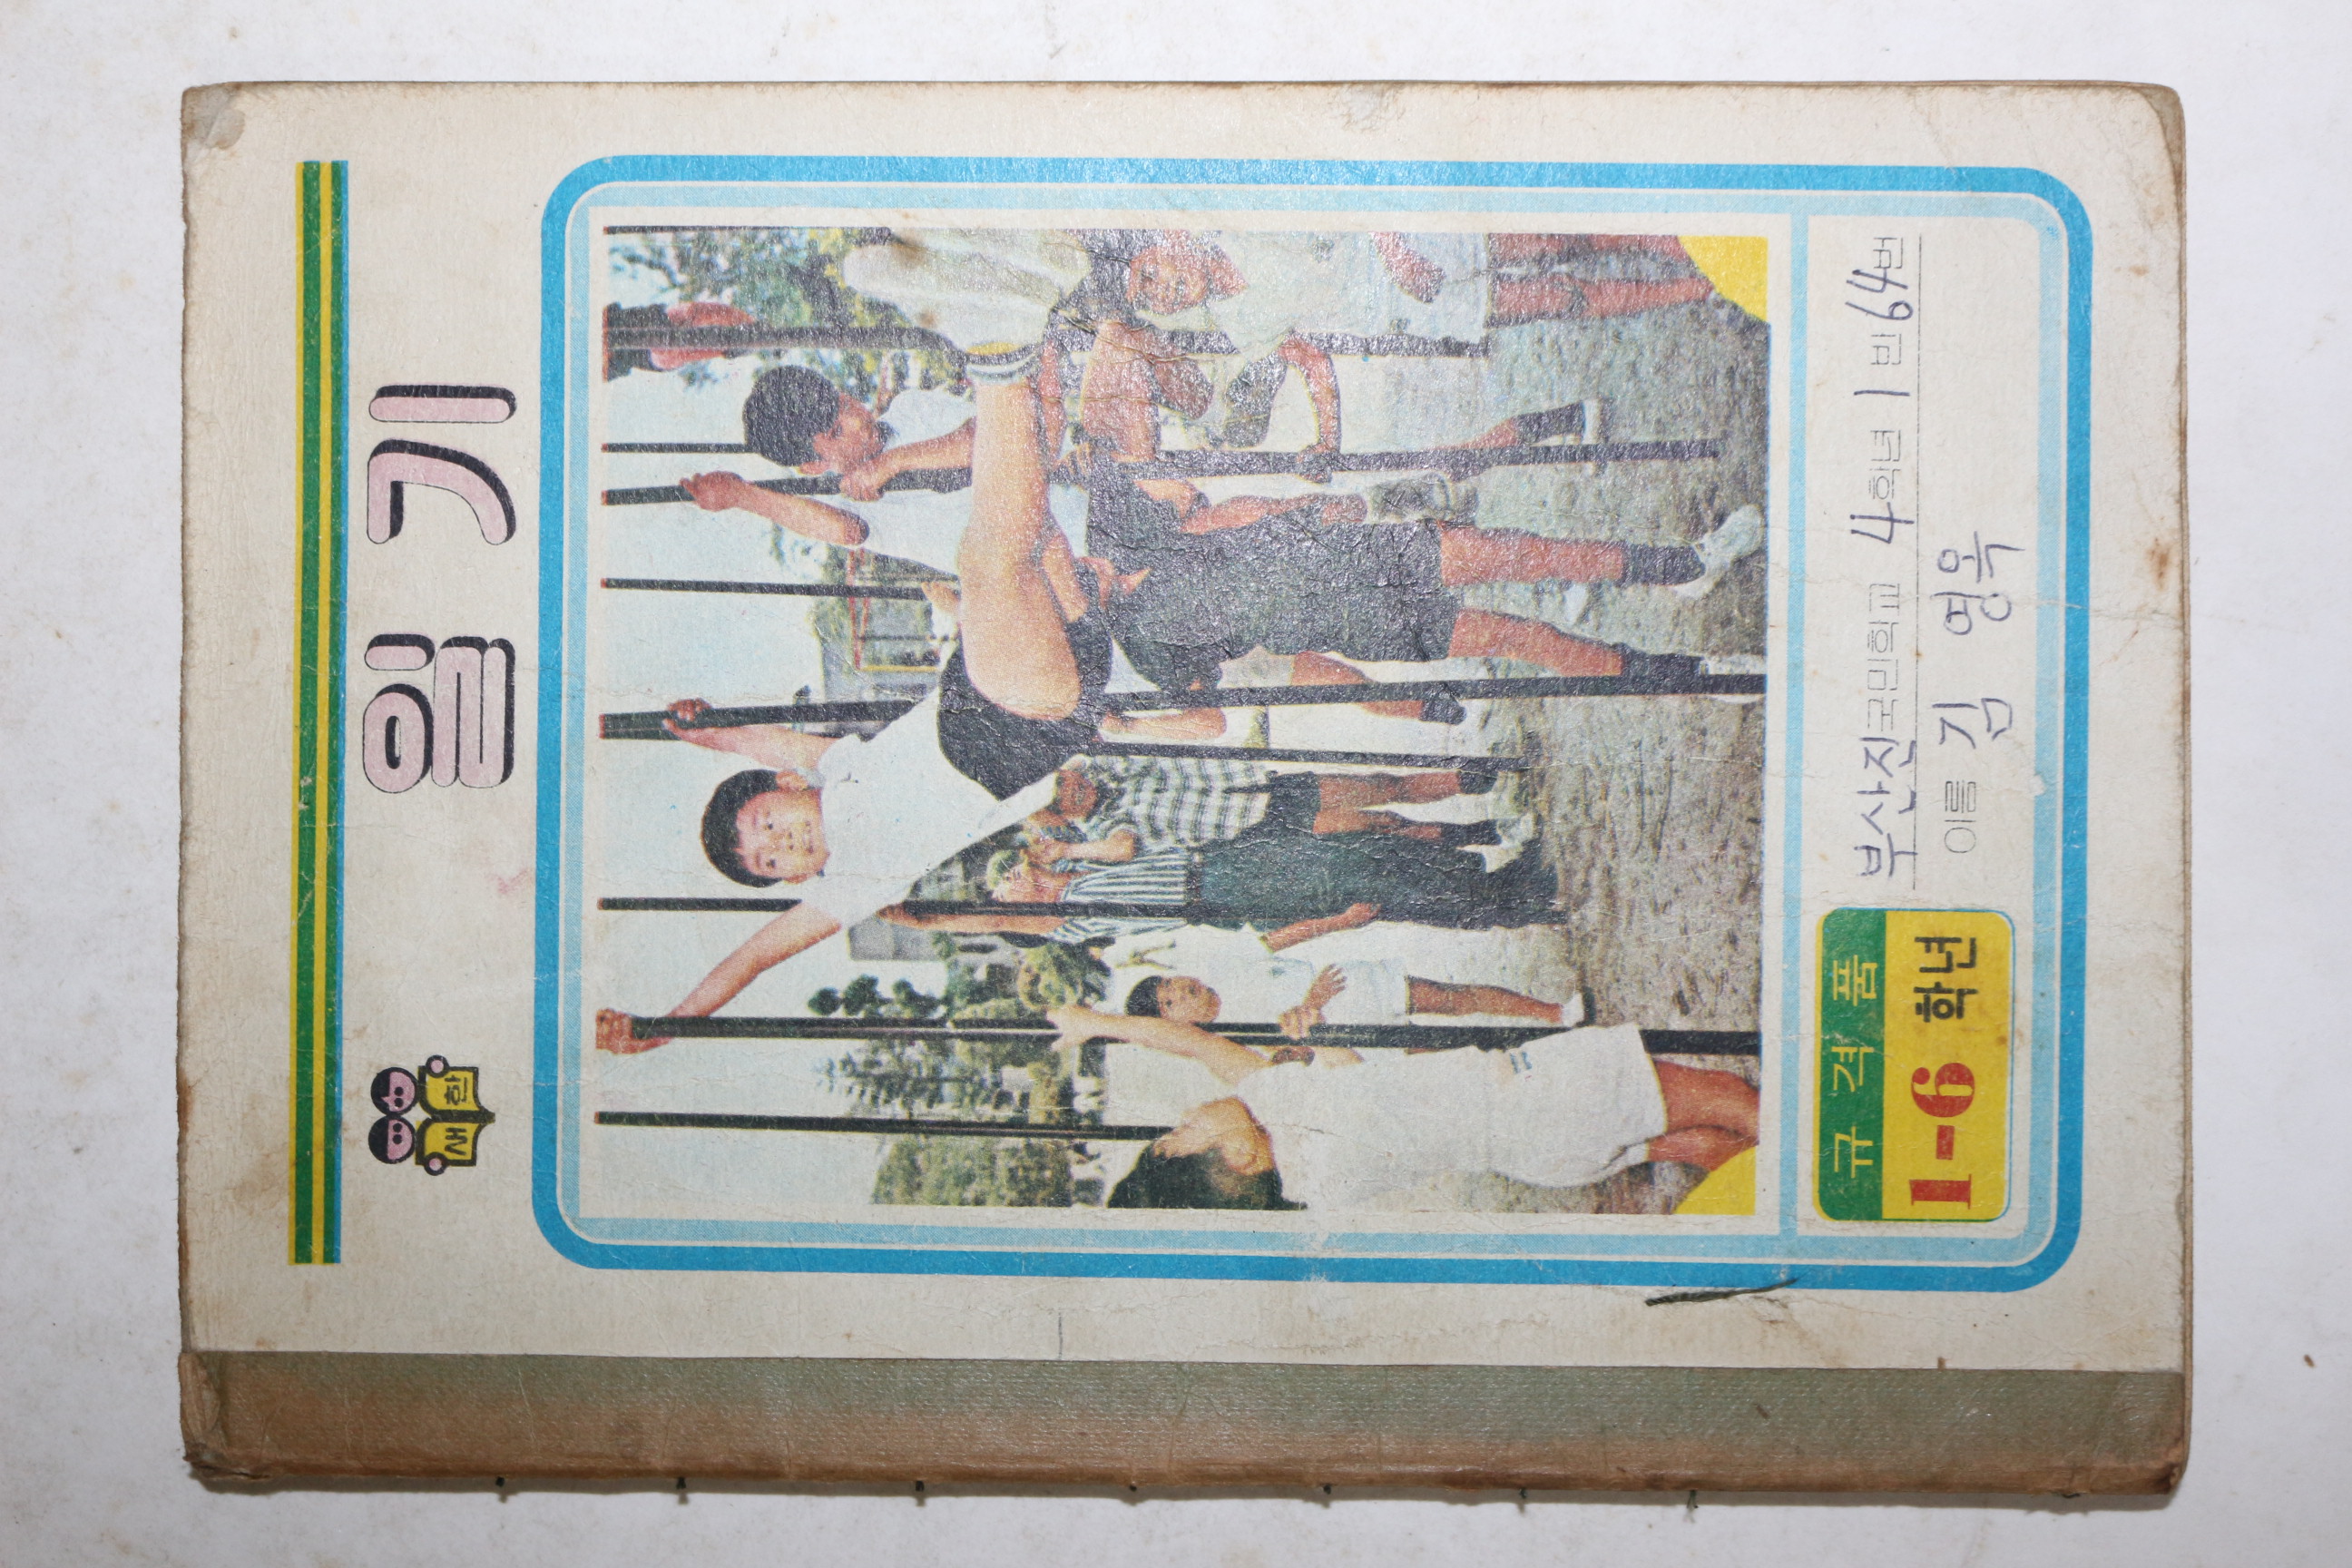 새한
일기
규격품
1-6 학년
부산진국민학교 4학년 1반 64번
이름 김영옥